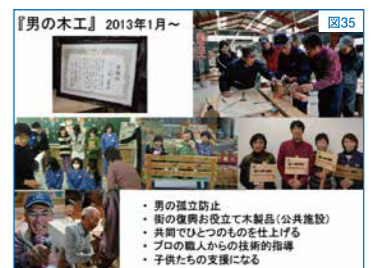 『男の木工』 2013年1月～
図35
・ 男の孤立防止
・ 街の復興お役立て木製品（公共施設）
・ 共同でひとつのものを仕上げる
・ プロの職人からの技術的指導
・ 子供たちの支援になる